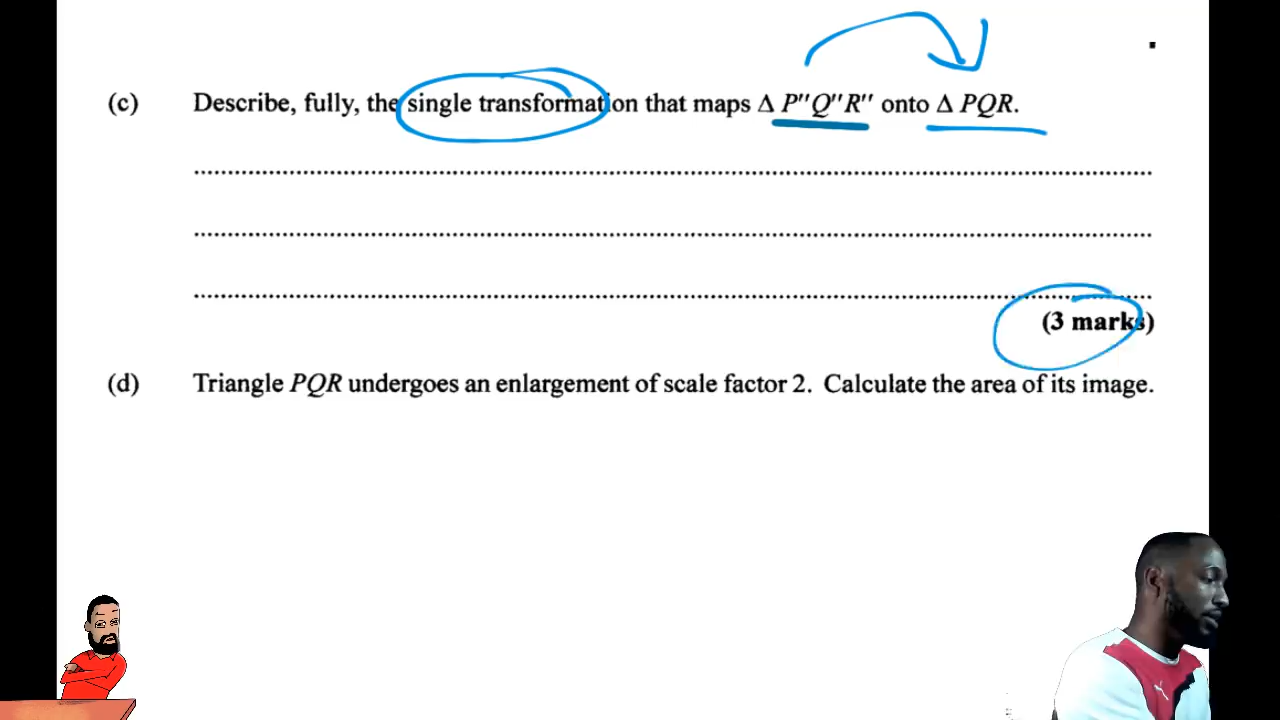 (c) Describe, fully, the single transformation that maps Δ P″Q″R″ onto Δ PQR.
(3 marks)
(d) Triangle PQR undergoes an enlargement of scale factor 2. Calculate the area of its image.